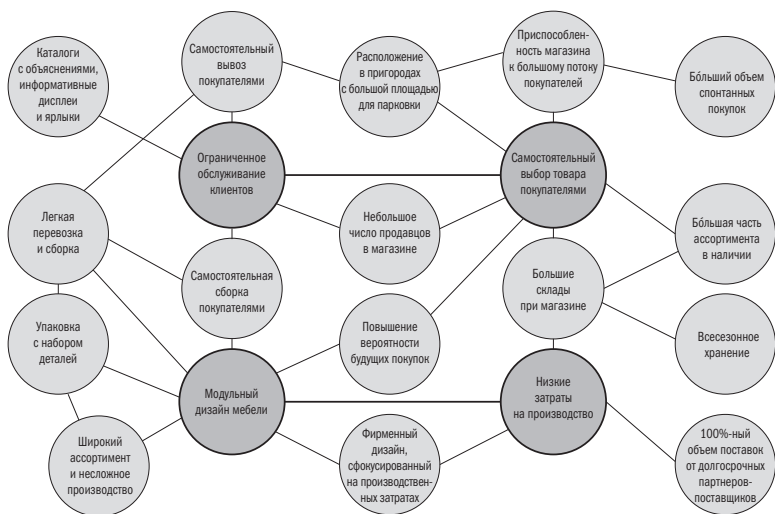 Каталоги
с объяснениями,
информативные
дисплеи
и ярлыки
Самостоятельный
вывоз
покупателями
Расположение
в пригородах
с большой площадью
для парковки
Приспособлен-
ность магазина
к большому потоку
покупателей
Бо́льший объем
спонтанных
покупок
Ограниченное
обслуживание
клиентов
Самостоятельный
выбор товара
покупателями
Легкая
перевозка
и сборка
Небольшое
число продавцов
в магазине
Бо́льшая часть
ассортимента
в наличии
Самостоятельная
сборка
покупателями
Большие
склады
при магазине
Упаковка
с набором
деталей
Повышение
вероятности
будущих покупок
Всесезонное
хранение
Модульный
дизайн мебели
Низкие
затраты
на производство
Широкий
ассортимент
и несложное
производство
Фирменный
дизайн,
сфокусированный
на производствен-
ных затратах
100%-ный
объем поставок
от долгосрочных
партнеров-
поставщиков